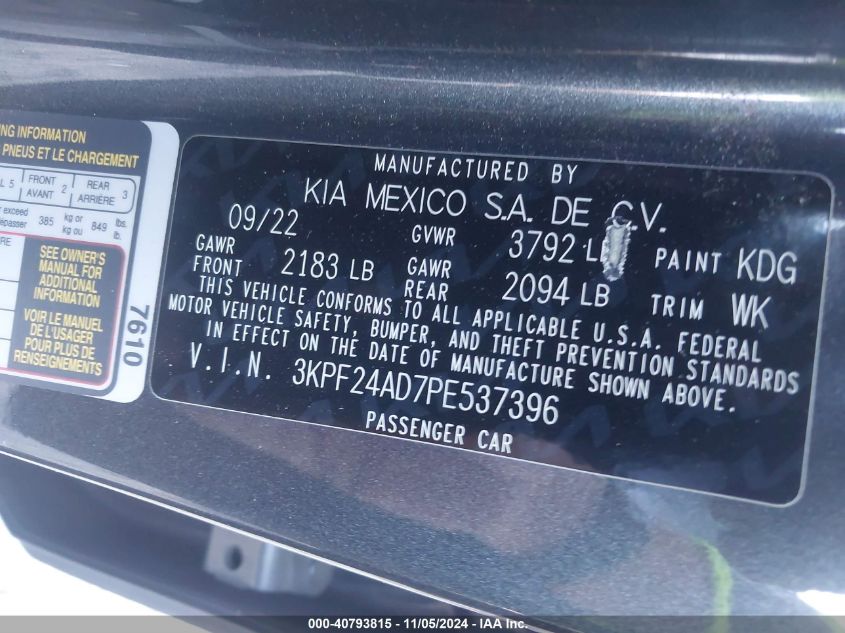 NG INFORMATION
PNEUS ET LE CHARGEMENT
L 5 FRONT AVANT 2 REAR ARRIÈRE 3
exceed 385 kg or kg ou 849 lbs. lb.
SEE OWNER'S
MANUAL FOR
ADDITIONAL
INFORMATION
VOIR LE MANUEL
DE L'USAGER
POUR PLUS DE
RENSEIGNEMENTS
7610
MANUFACTURED BY
KIA MEXICO S.A. DE C.V.
09/22 GVWR 3792 L PAINT KDG
GAWR FRONT 2183 LB GAWR REAR 2094 LB TRIM WK
THIS VEHICLE CONFORMS TO ALL APPLICABLE U.S.A. FEDERAL
MOTOR VEHICLE SAFETY, BUMPER, AND THEFT PREVENTION STANDARDS
IN EFFECT ON THE DATE OF MANUFACTURE SHOWN ABOVE.
V.I.N. 3KPF24AD7PE537396
PASSENGER CAR
000-40793815 - 11/05/2024 - IAA Inc.